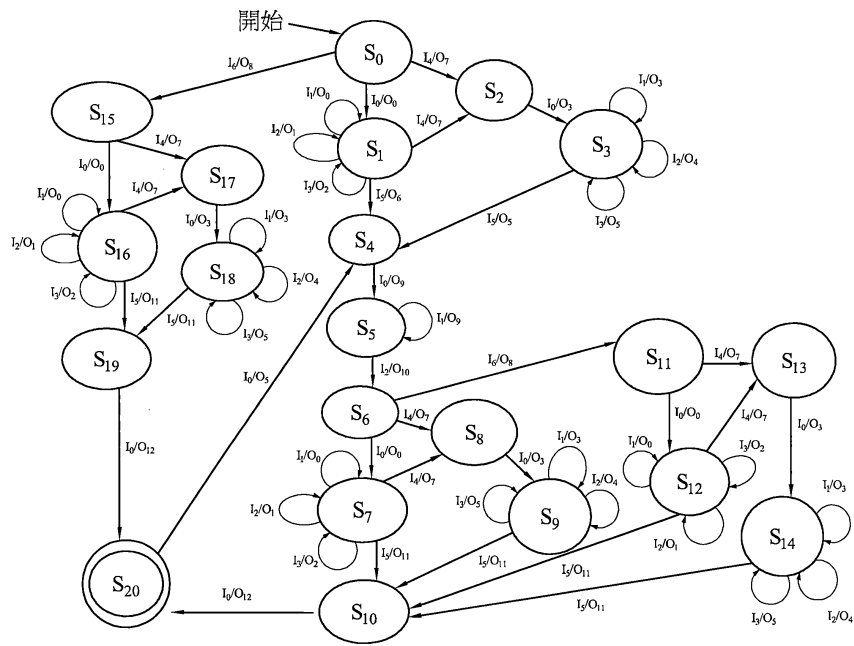 開始
S0
I6/O8
I4/O7
I0/O0
S15
S2
I1/O0
I2/O1
I3/O2
S1
I4/O7
I0/O3
I1/O3
S3
I2/O4
I3/O5
I4/O7
I0/O0
S17
I5/O6
I5/O5
I1/O0
I4/O7
I2/O1
S16
I3/O2
I0/O3
I1/O3
S18
I2/O4
I3/O5
S4
I0/O9
I5/O11
I5/O11
S19
S5
I1/O9
I2/O10
I0/O5
I6/O8
S11
I4/O7
S13
S6
I4/O7
S8
I0/O0
I0/O0
I0/O3
I0/O12
I1/O0
I2/O1
S7
I3/O2
I4/O7
I0/O3
I1/O3
I3/O5
I2/O4
S9
I1/O0
I4/O7
I3/O2
S12
I2/O1
I1/O3
S14
I3/O5
I2/O4
I5/O11
I5/O11
I5/O11
I5/O11
S20
I0/O12
S10